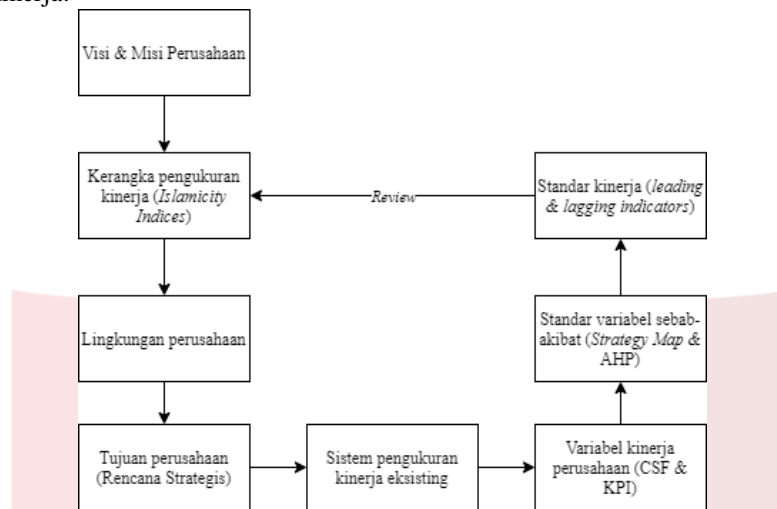 Visi & Misi Perusahaan
Kerangka pengukuran
kinerja (Islamicity
Indices)
Review
Standar kinerja (leading
& lagging indicators)
Lingkungan perusahaan
Standar variabel sebab-
akibat (Strategy Map &
AHP)
Tujuan perusahaan
(Rencana Strategis)
Sistem pengukuran
kinerja eksisting
Variabel kinerja
perusahaan (CSF &
KPI)